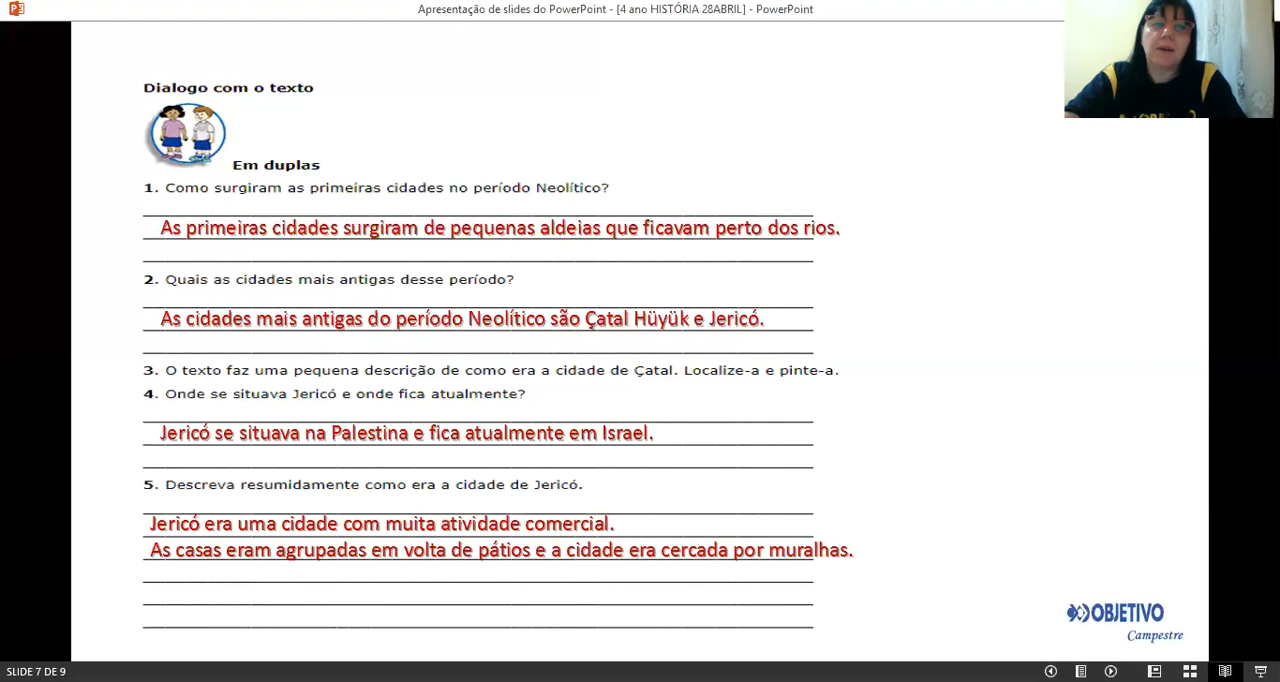 Apresentação de slides do PowerPoint - [4 ano HISTÓRIA 28ABRIL] - PowerPoint
Dialogo com o texto
Em duplas
1. Como surgiram as primeiras cidades no período Neolítico?
As primeiras cidades surgiram de pequenas aldeias que ficavam perto dos rios.
2. Quais as cidades mais antigas desse período?
As cidades mais antigas do período Neolítico são Çatal Hüyük e Jericó.
3. O texto faz uma pequena descrição de como era a cidade de Çatal. Localize-a e pinte-a.
4. Onde se situava Jericó e onde fica atualmente?
Jericó se situava na Palestina e fica atualmente em Israel.
5. Descreva resumidamente como era a cidade de Jericó.
Jericó era uma cidade com muita atividade comercial.
As casas eram agrupadas em volta de pátios e a cidade era cercada por muralhas.
OBJETIVO
Campestre
SLIDE 7 DE 9